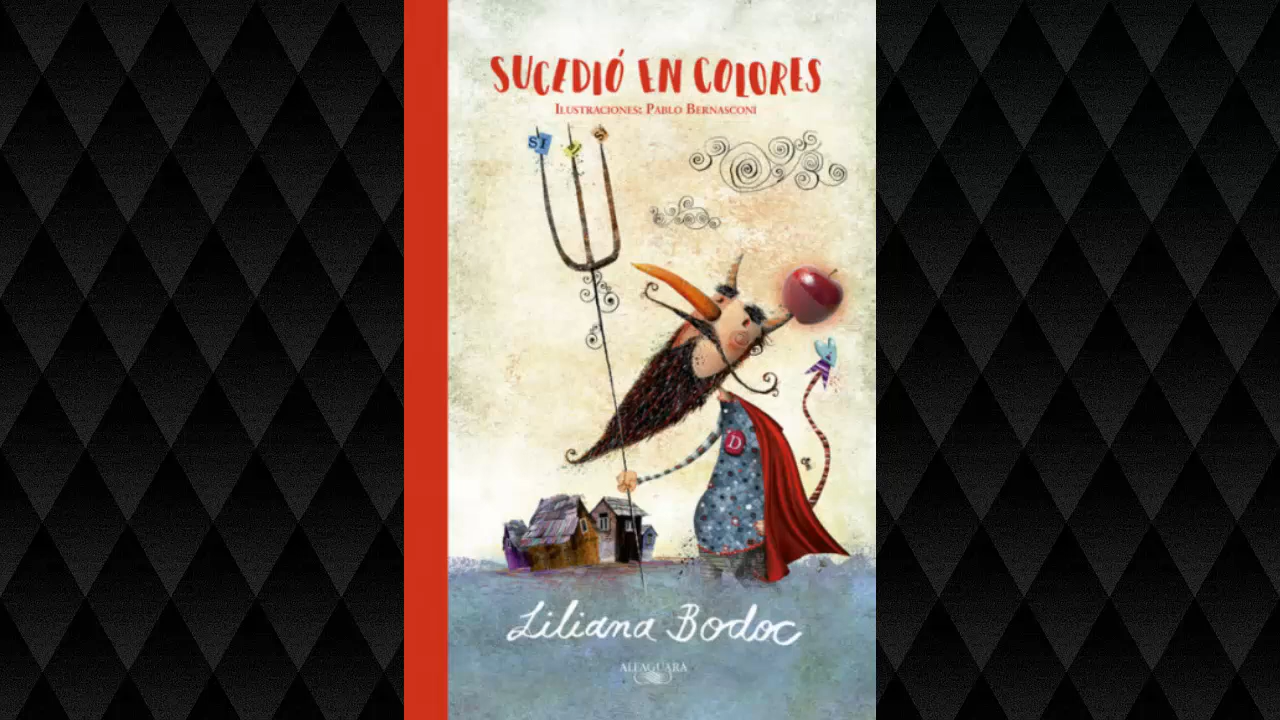 SUCEDIÓ EN COLORES
ILUSTRACIONES: PABLO BERNASCONI
SI
D
Liliana Bodoc
ALFAGUARA